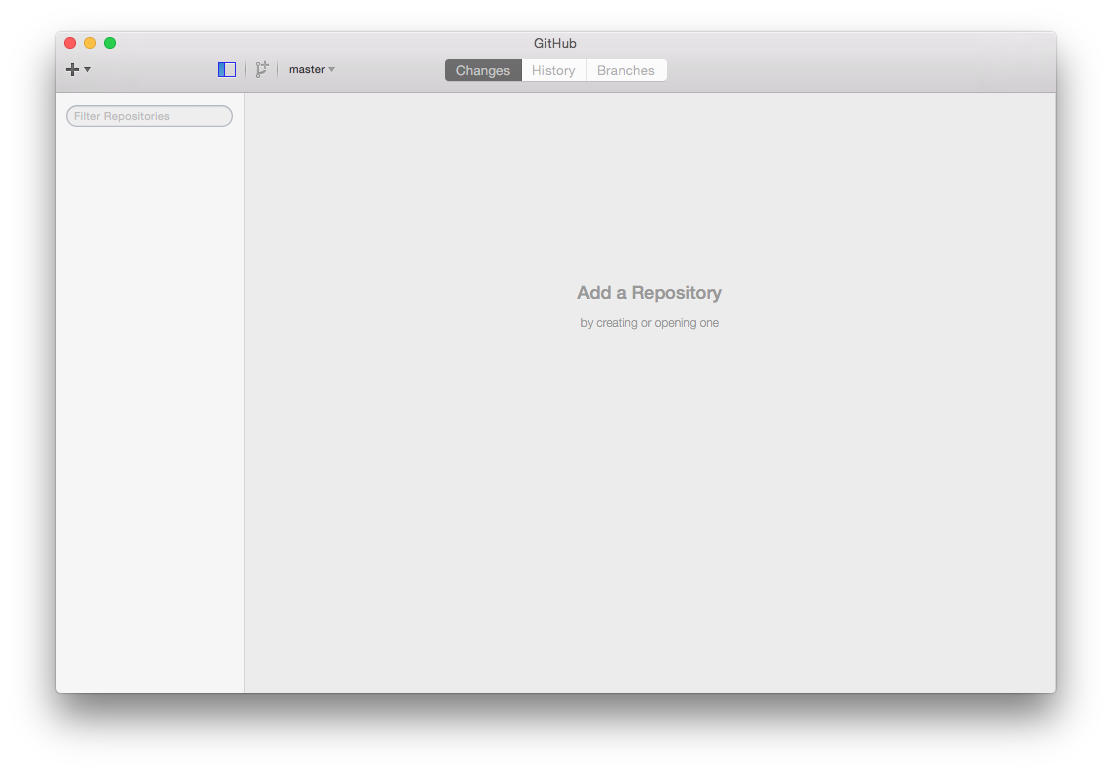 GitHub
master
Changes
History
Branches
Filter Repositories
Add a Repository
by creating or opening one